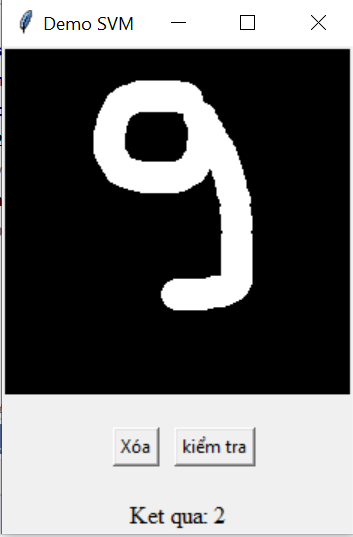 Demo SVM
9
Xóa kiểm tra
Ket qua: 2